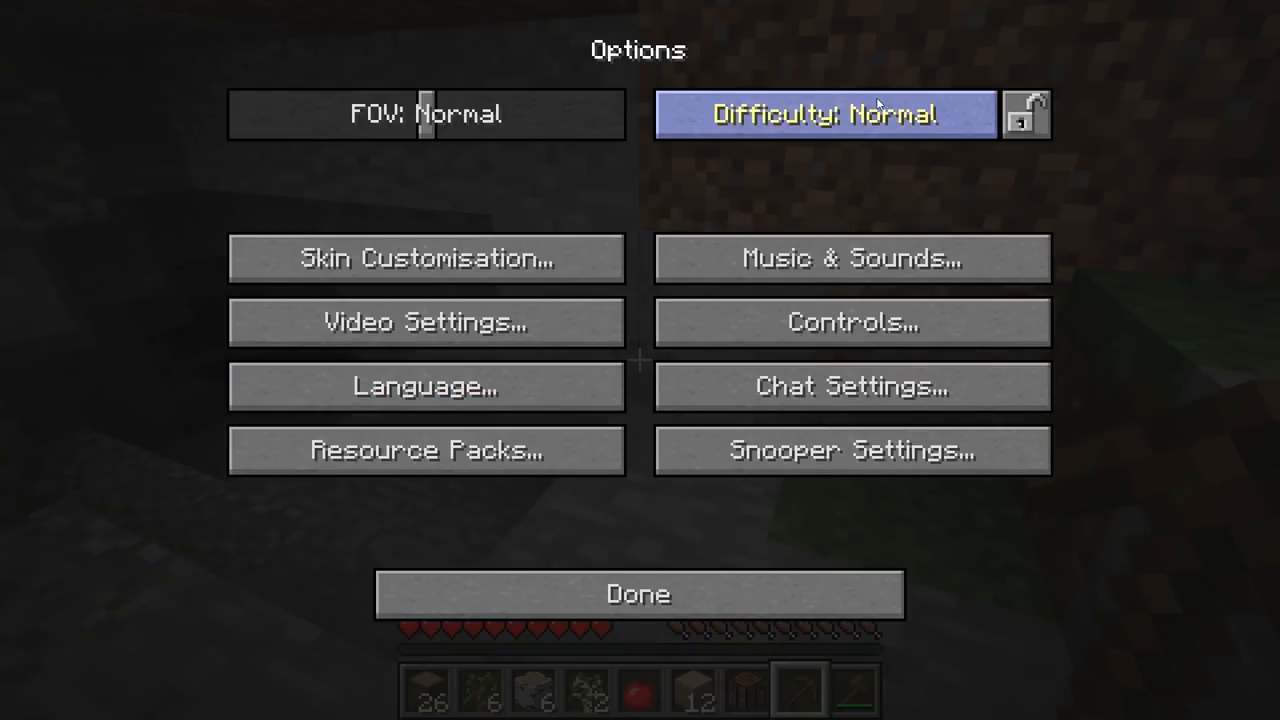 Options
FOV: Normal
Difficulty: Normal
Skin Customisation...
Music & Sounds...
Video Settings...
Controls...
Language...
Chat Settings...
Resource Packs...
Snooper Settings...
Done
26 6 6 2 12